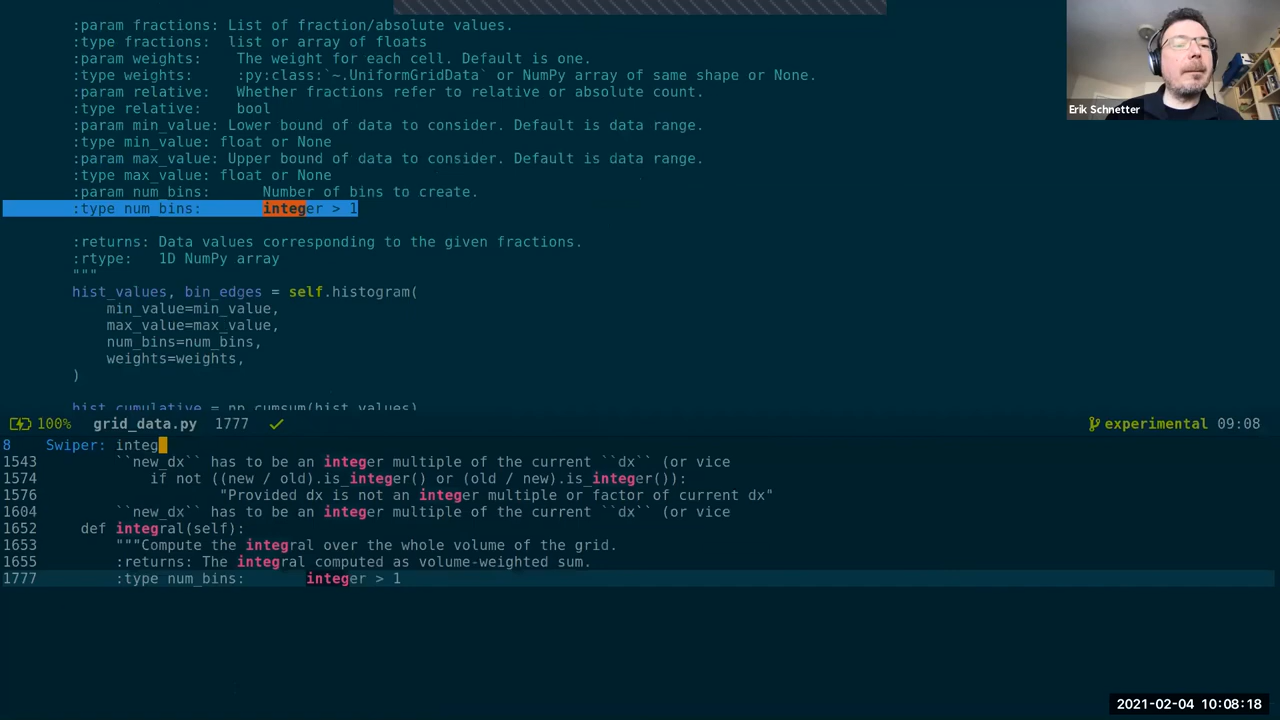 :param fractions: List of fraction/absolute values.
:type fractions:  list or array of floats
:param weights:   The weight for each cell. Default is one.
:type weights:    :py:class:`~.UniformGridData` or NumPy array of same shape or None.
:param relative:  Whether fractions refer to relative or absolute count.
:type relative:   bool
:param min_value: Lower bound of data to consider. Default is data range.
:type min_value: float or None
:param max_value: Upper bound of data to consider. Default is data range.
:type max_value: float or None
:param num_bins:      Number of bins to create.
:type num_bins:       integer > 1
:returns: Data values corresponding to the given fractions.
:rtype:   1D NumPy array
"""
hist_values, bin_edges = self.histogram(
min_value=min_value,
max_value=max_value,
num_bins=num_bins,
weights=weights,
)
hist_cumulative = np.cumsum(hist_values)
100%  grid_data.py  1777  experimental 09:08
8    Swiper: integ
1543        ``new_dx`` has to be an integer multiple of the current ``dx`` (or vice
1574            if not ((new / old).is_integer() or (old / new).is_integer()):
1576                    "Provided dx is not an integer multiple or factor of current dx"
1604        ``new_dx`` has to be an integer multiple of the current ``dx`` (or vice
1652    def integral(self):
1653        """Compute the integral over the whole volume of the grid.
1655        :returns: The integral computed as volume-weighted sum.
1777        :type num_bins:       integer > 1
Erik Schnetter
2021-02-04 10:08:18